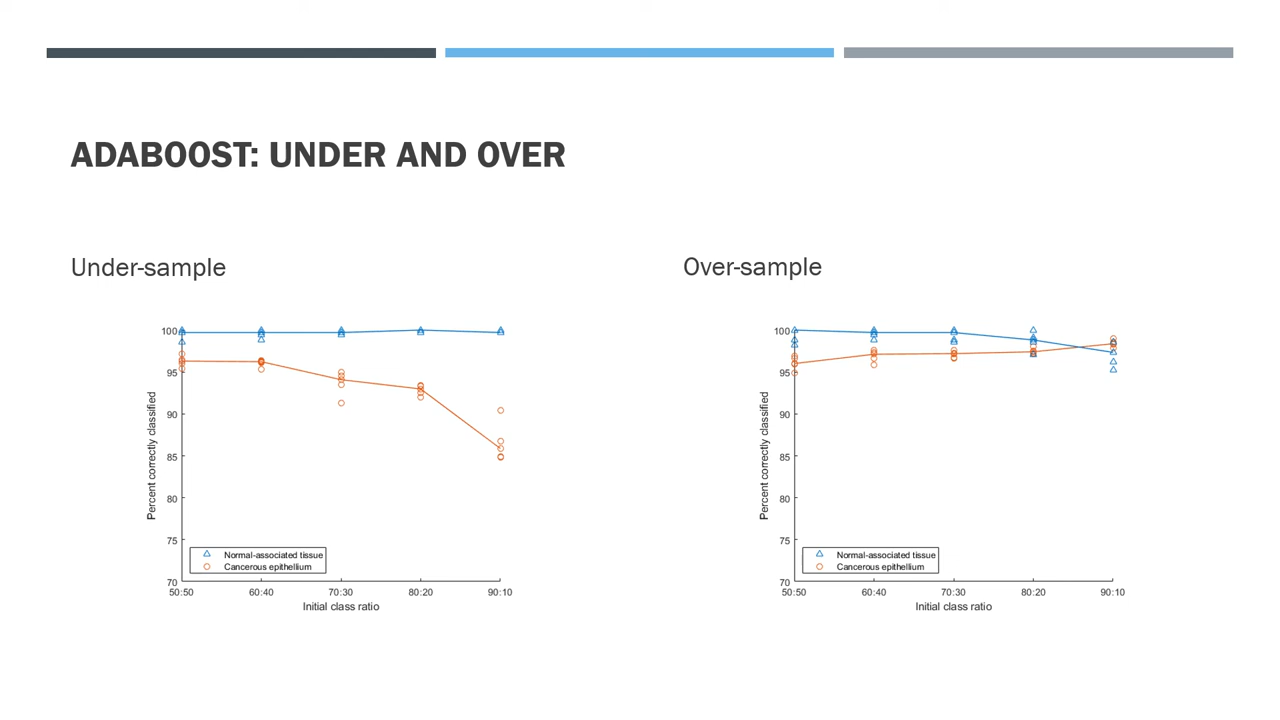 ADABOOST: UNDER AND OVER
Under-sample
100
95
90
85
80
75
70
Percent correctly classified
Normal-associated tissue
Cancerous epithellium
50:50 60:40 70:30 80:20 90:10
Initial class ratio
Over-sample
100
95
90
85
80
75
70
Percent correctly classified
Normal-associated tissue
Cancerous epithellium
50:50 60:40 70:30 80:20 90:10
Initial class ratio